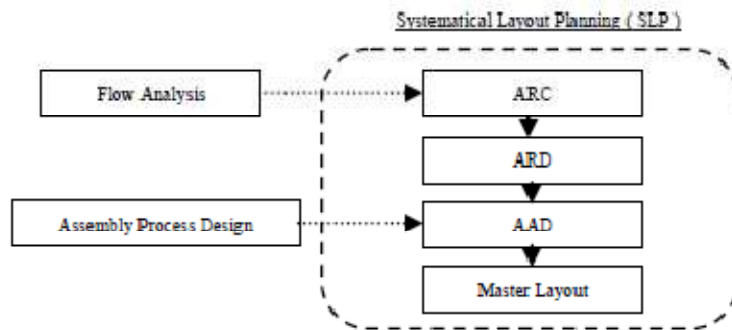 Systematical Layout Planning ( SLP )
Flow Analysis
ARC
ARD
Assembly Process Design
AAD
Master Layout